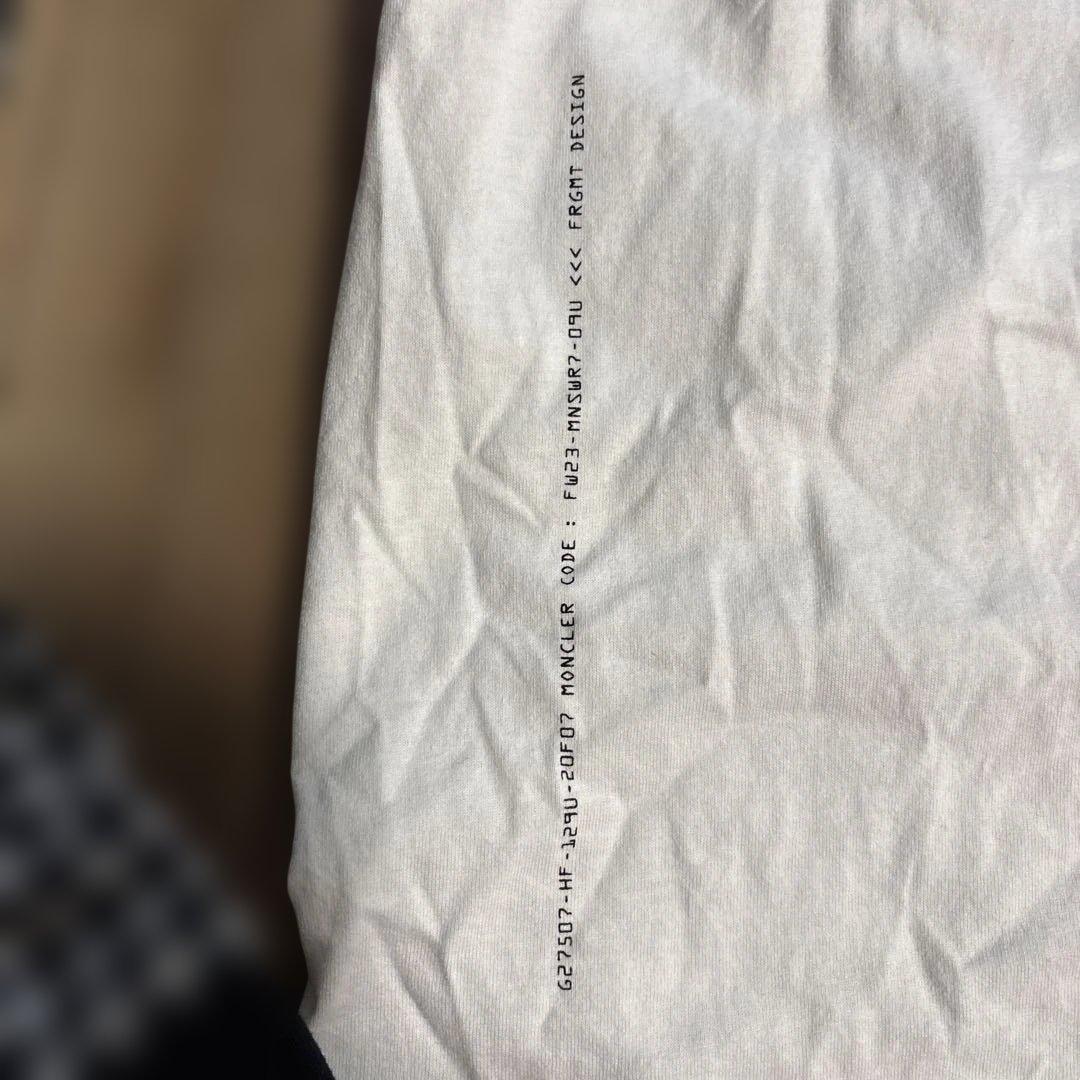 G27507-HF-129U-20F07 MONCLER CODE : FW23-MNSWR7-09U <<< FRGMT DESIGN